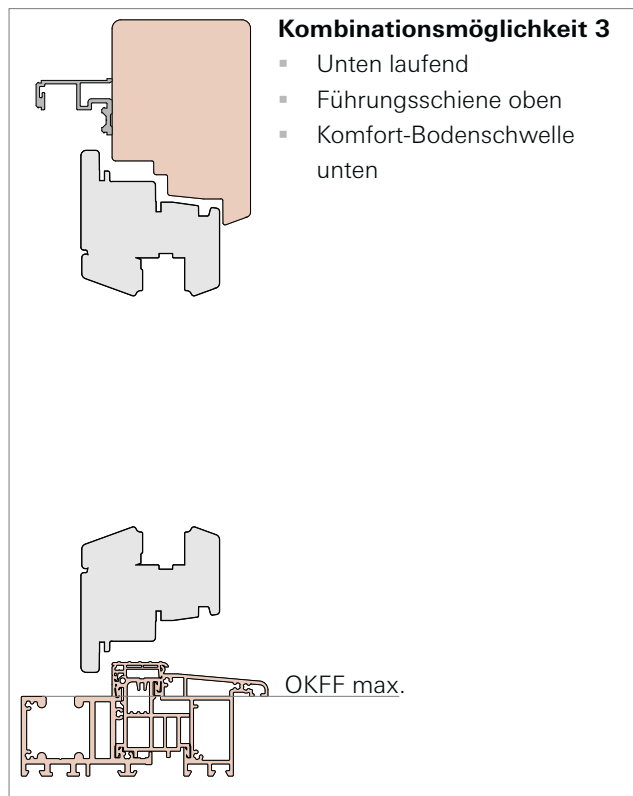 Kombinationsmöglichkeit 3
▪ Unten laufend
▪ Führungsschiene oben
▪ Komfort-Bodenschwelle
unten
OKFF max.